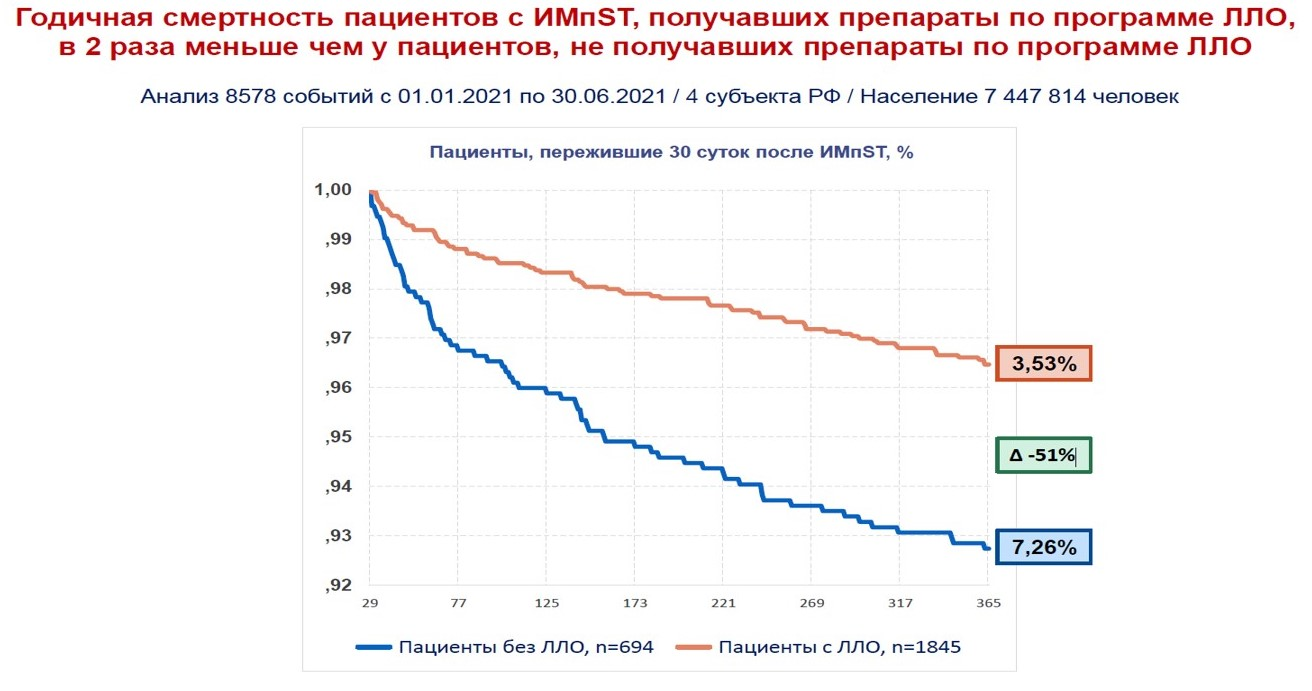 Годичная смертность пациентов с ИМпST, получавших препараты по программе ЛЛО,
в 2 раза меньше чем у пациентов, не получавших препараты по программе ЛЛО
Анализ 8578 событий с 01.01.2021 по 30.06.2021 / 4 субъекта РФ / Население 7 447 814 человек
Пациенты, пережившие 30 суток после ИМпST, %
1,00
,99
,98
,97
,96
,95
,94
,93
,92
3,53%
Δ -51%
7,26%
29 77 125 173 221 269 317 365
Пациенты без ЛЛО, n=694 Пациенты с ЛЛО, n=1845